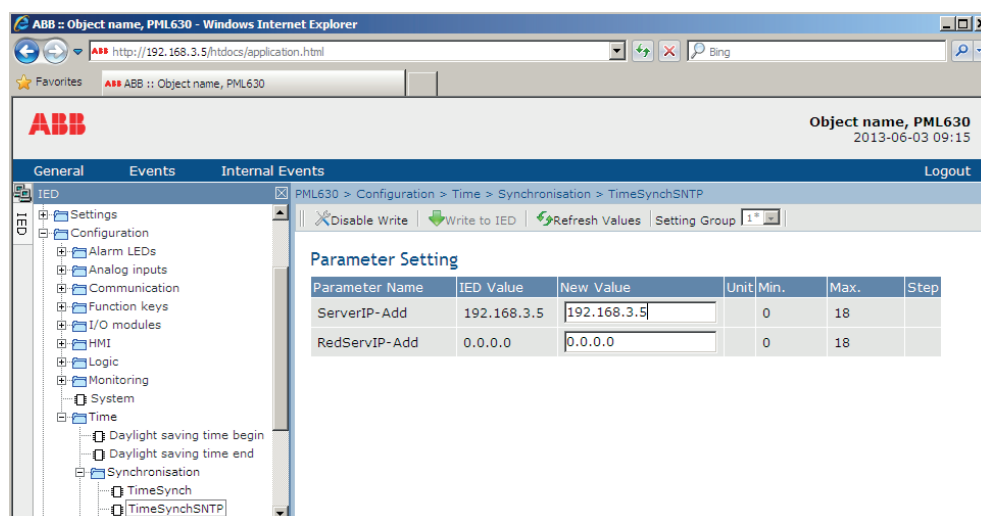 ABB :: Object name, PML630 - Windows Internet Explorer
ABB http://192.168.3.5/htdocs/application.html
Bing
Favorites ABB ABB :: Object name, PML630
ABB
Object name, PML630
2013-06-03 09:15
General Events Internal Events Logout
IED
IED
PML630 > Configuration > Time > Synchronisation > TimeSynchSNTP
Disable Write Write to IED Refresh Values Setting Group 1*
Settings
Configuration
Alarm LEDs
Analog inputs
Communication
Function keys
I/O modules
HMI
Logic
Monitoring
System
Time
Daylight saving time begin
Daylight saving time end
Synchronisation
TimeSynch
TimeSynchSNTP
Parameter Setting
Parameter Name IED Value New Value Unit Min. Max. Step
ServerIP-Add 192.168.3.5 192.168.3.5 0 18
RedServIP-Add 0.0.0.0 0.0.0.0 0 18